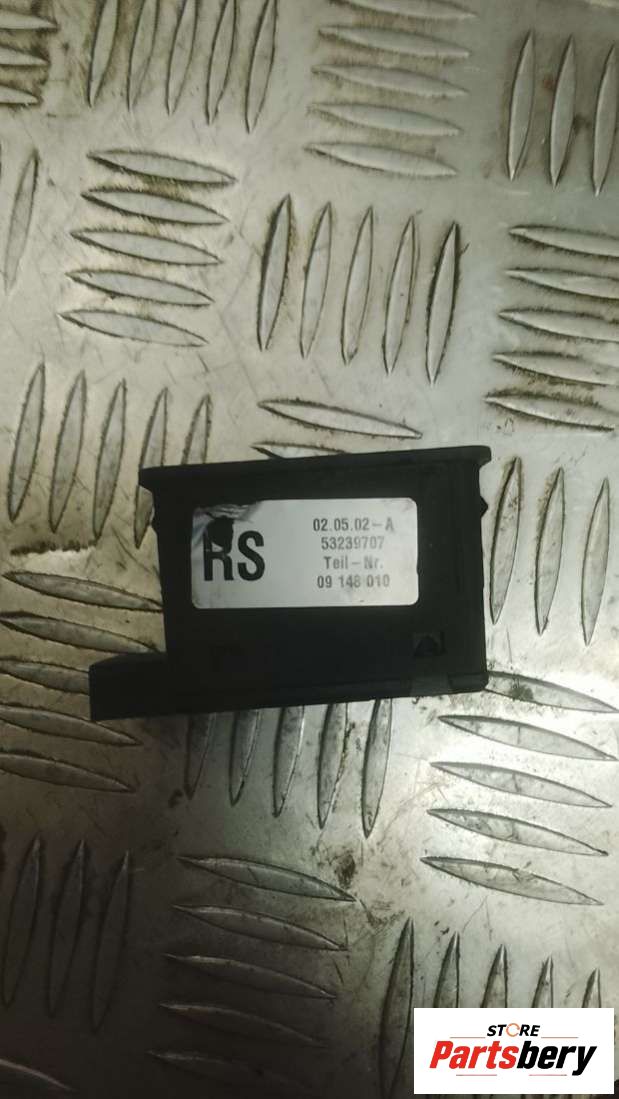 RS
02.05.02-A
53239707
Teil-Nr.
09 148 010
STORE
Partsbery